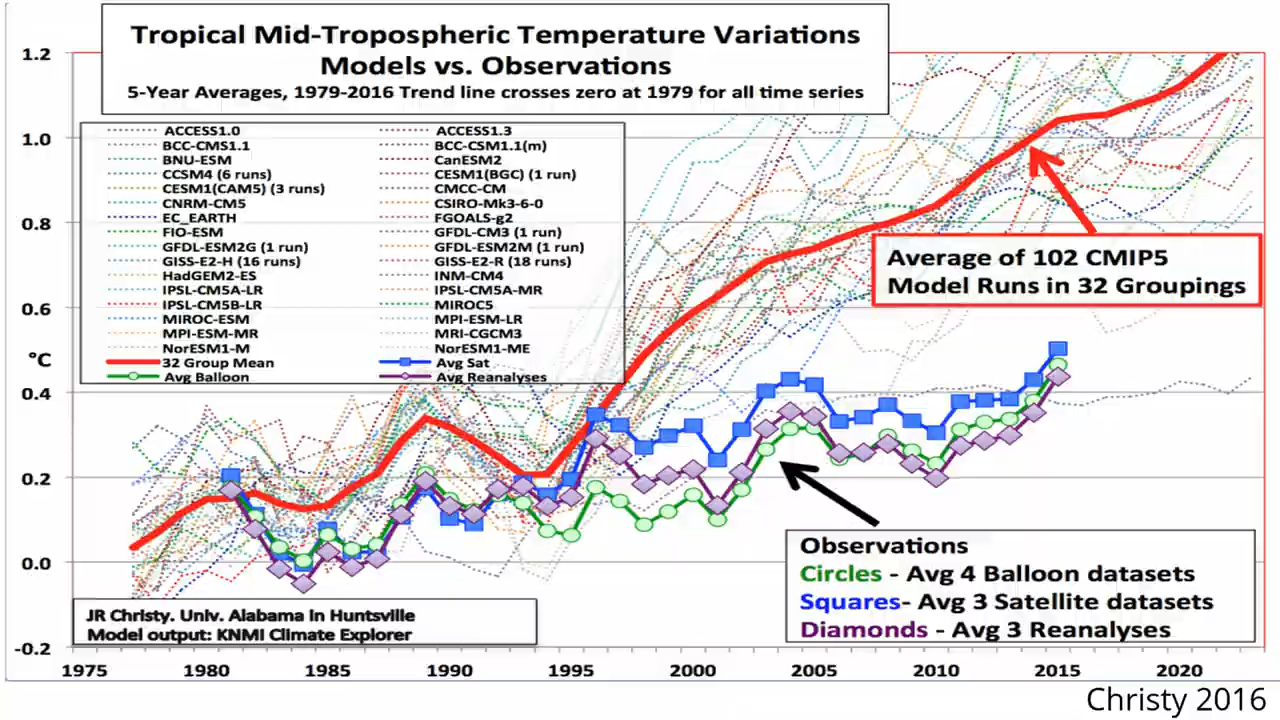 Tropical Mid-Tropospheric Temperature Variations
Models vs. Observations
5-Year Averages, 1979-2016 Trend line crosses zero at 1979 for all time series
ACCESS1.0 ACCESS1.3
BCC-CMS1.1 BCC-CSM1.1(m)
BNU-ESM CanESM2
CCSM4 (6 runs) CESM1(BGC) (1 run)
CESM1(CAM5) (3 runs) CMCC-CM
CNRM-CM5 CSIRO-Mk3-6-0
EC_EARTH FGOALS-g2
FIO-ESM GFDL-CM3 (1 run)
GFDL-ESM2G (1 run) GFDL-ESM2M (1 run)
GISS-E2-H (16 runs) GISS-E2-R (18 runs)
HadGEM2-ES INM-CM4
IPSL-CM5A-LR IPSL-CM5A-MR
IPSL-CM5B-LR MIROC5
MIROC-ESM MPI-ESM-LR
MPI-ESM-MR MRI-CGCM3
NorESM1-M NorESM1-ME
32 Group Mean Avg Sat
Avg Balloon Avg Reanalyses
1.2
1.0
0.8
0.6
°C
0.4
0.2
0.0
-0.2
Average of 102 CMIP5
Model Runs in 32 Groupings
Observations
Circles - Avg 4 Balloon datasets
Squares- Avg 3 Satellite datasets
Diamonds - Avg 3 Reanalyses
JR Christy. Univ. Alabama in Huntsville
Model output: KNMI Climate Explorer
1975 1980 1985 1990 1995 2000 2005 2010 2015 2020
Christy 2016